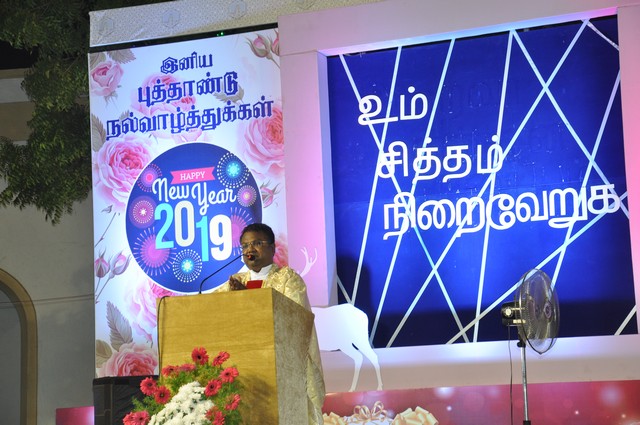 இனிய
புத்தாண்டு
நல்வாழ்த்துக்கள்
HAPPY
New Year
2019
உம்
சித்தம்
நிறைவேறுக